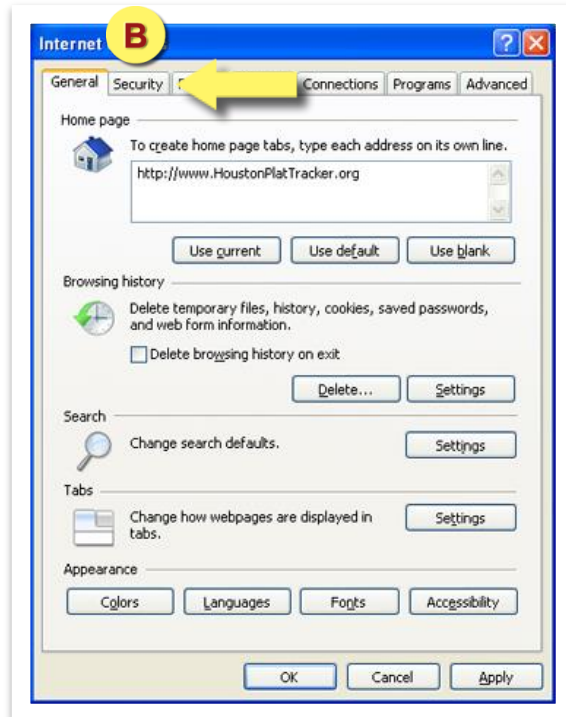 Internet
B
General Security Connections Programs Advanced
Home page
To create home page tabs, type each address on its own line.
http://www.HoustonPlatTracker.org
Use current Use default Use blank
Browsing history
Delete temporary files, history, cookies, saved passwords,
and web form information.
Delete browsing history on exit
Delete... Settings
Search
Change search defaults.
Settings
Tabs
Change how webpages are displayed in
tabs.
Settings
Appearance
Colors Languages Fonts Accessibility
OK Cancel Apply